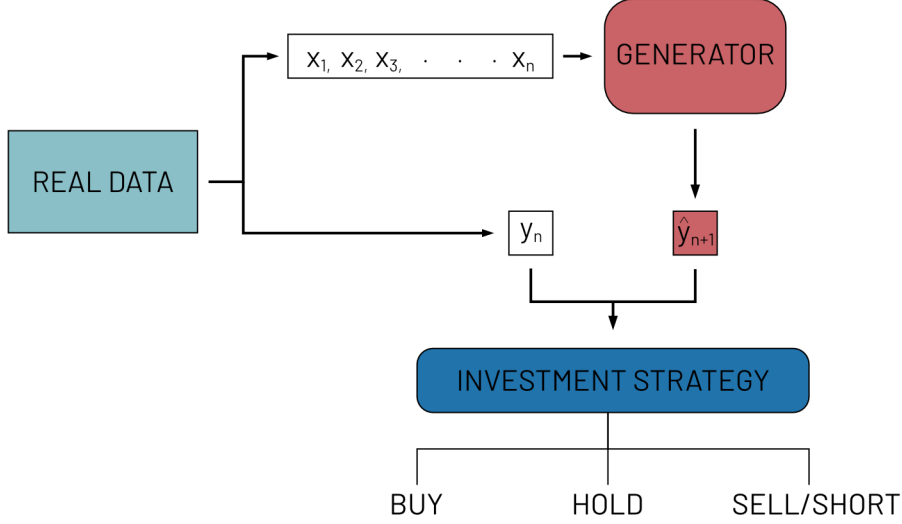 x₁, x₂, x₃, · · · xₙ
GENERATOR
REAL DATA
yₙ
ŷₙ₊₁
INVESTMENT STRATEGY
BUY HOLD SELL/SHORT